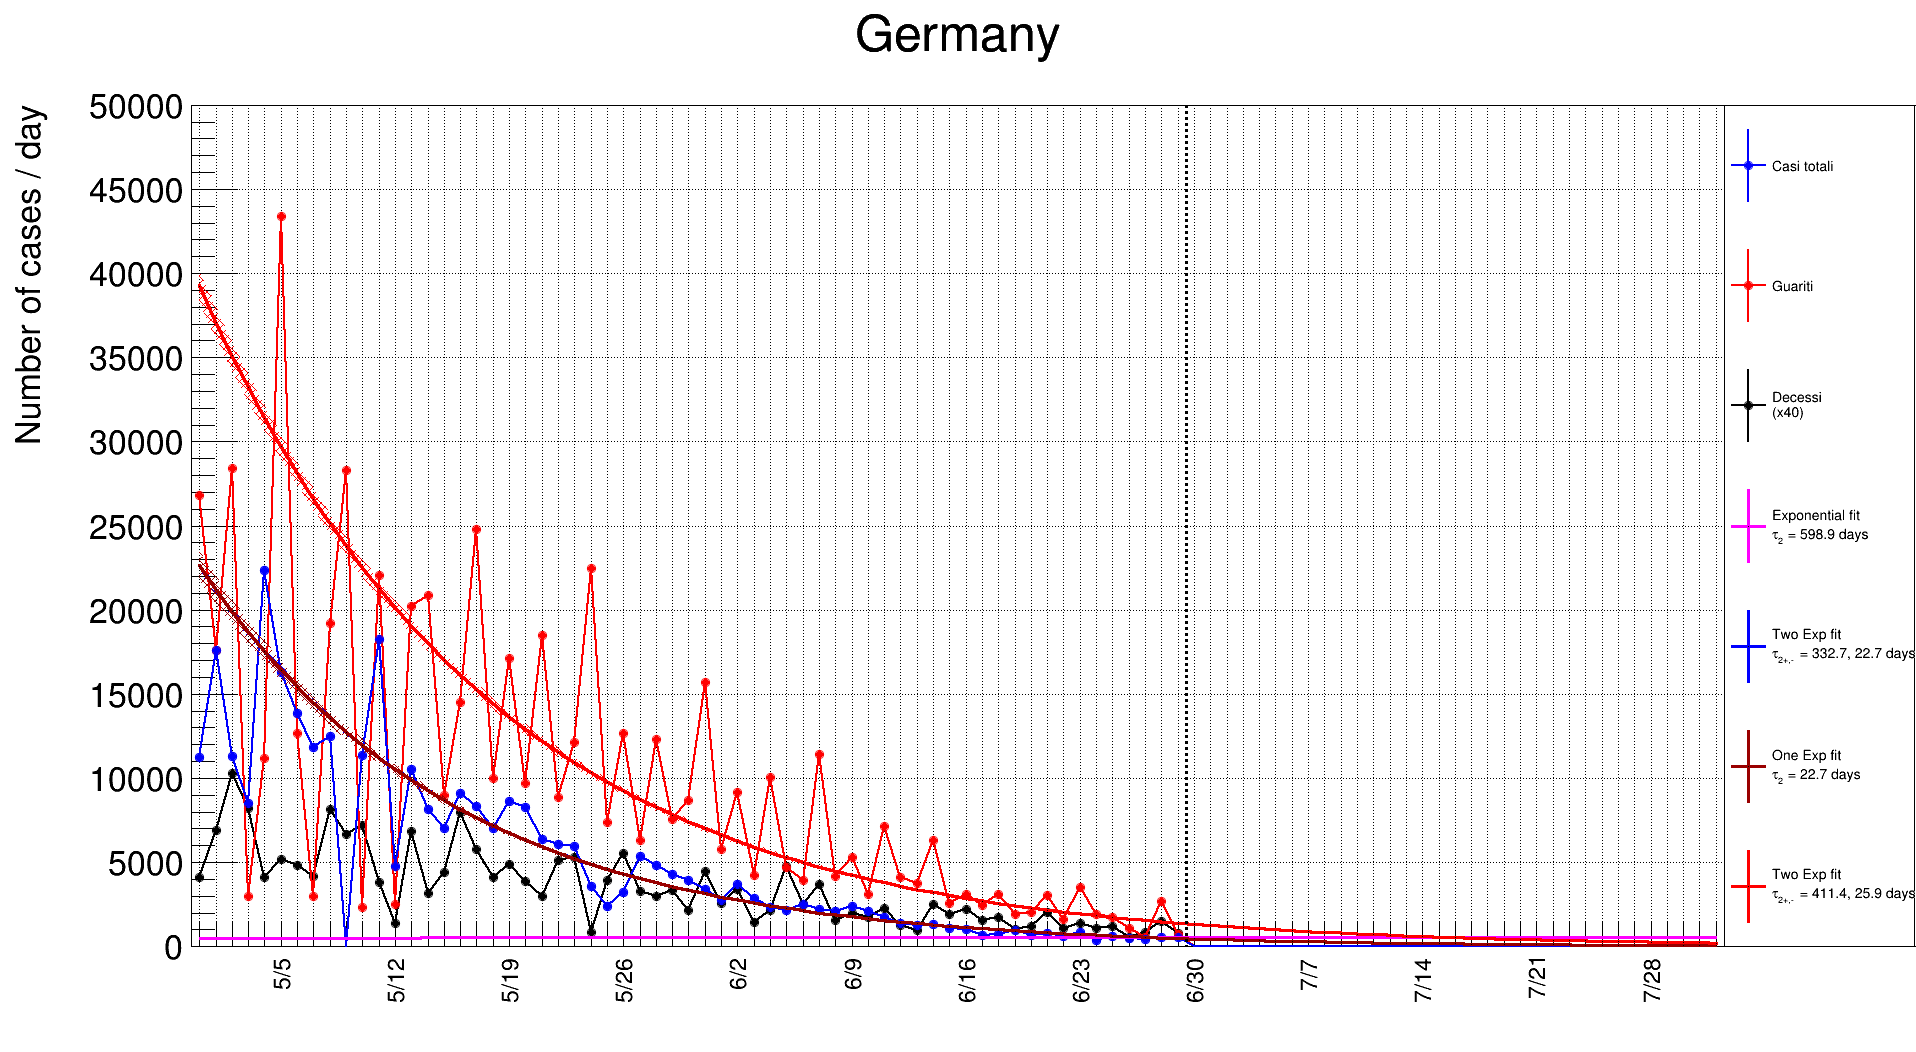 Germany
Number of cases / day
50000
45000
40000
35000
30000
25000
20000
15000
10000
5000
0
5/5
5/12
5/19
5/26
6/2
6/9
6/16
6/23
6/30
7/7
7/14
7/21
7/28
Casi totali
Guariti
Decessi
(x40)
Exponential fit
τ2 = 598.9 days
Two Exp fit
τ2+,- = 332.7, 22.7 days
One Exp fit
τ2 = 22.7 days
Two Exp fit
τ2+,- = 411.4, 25.9 days